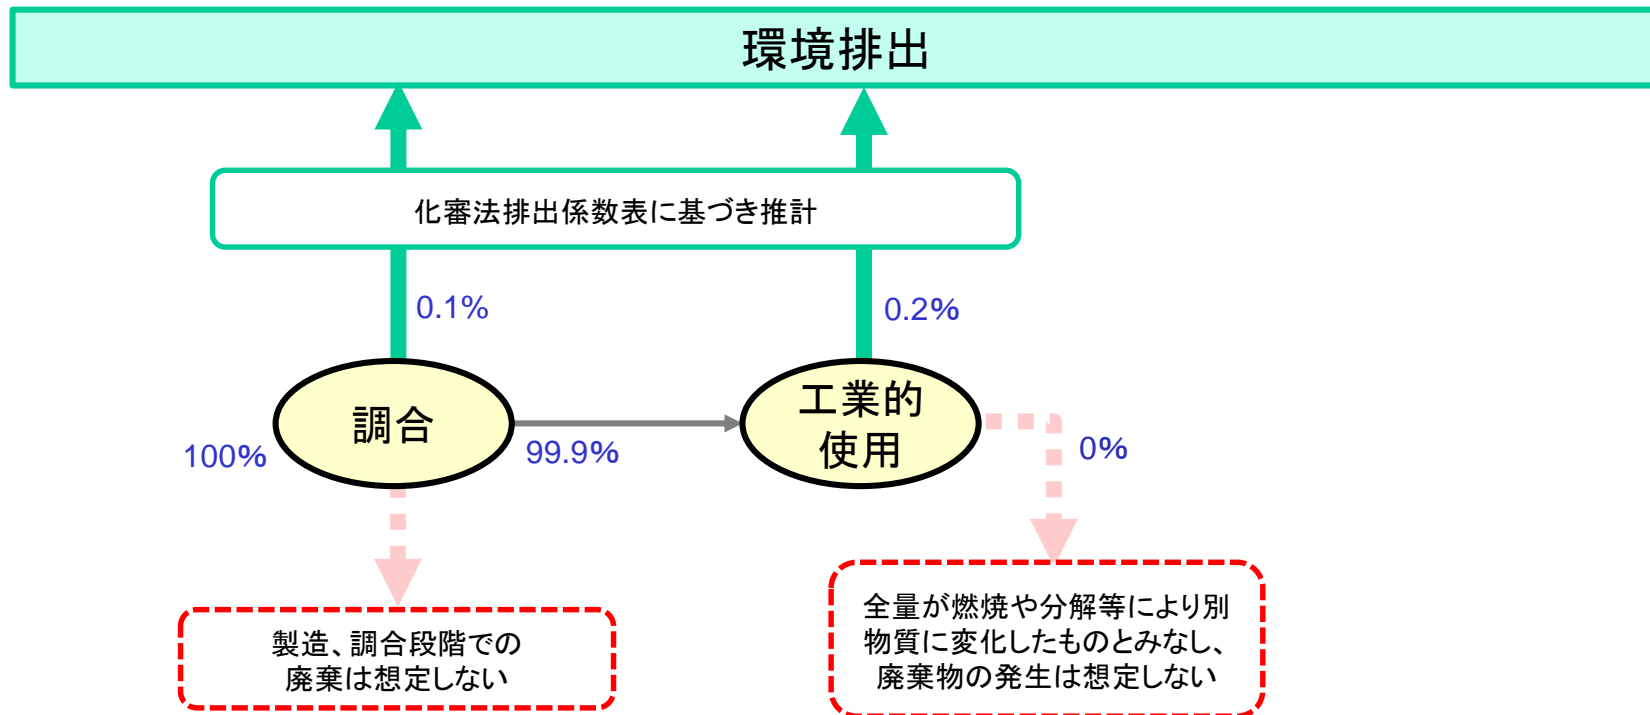 環境排出
化審法排出係数表に基づき推計
0.1%
0.2%
調合
工業的
使用
100%
99.9%
0%
製造、調合段階での
廃棄は想定しない
全量が燃焼や分解等により別
物質に変化したものとみなし、
廃棄物の発生は想定しない